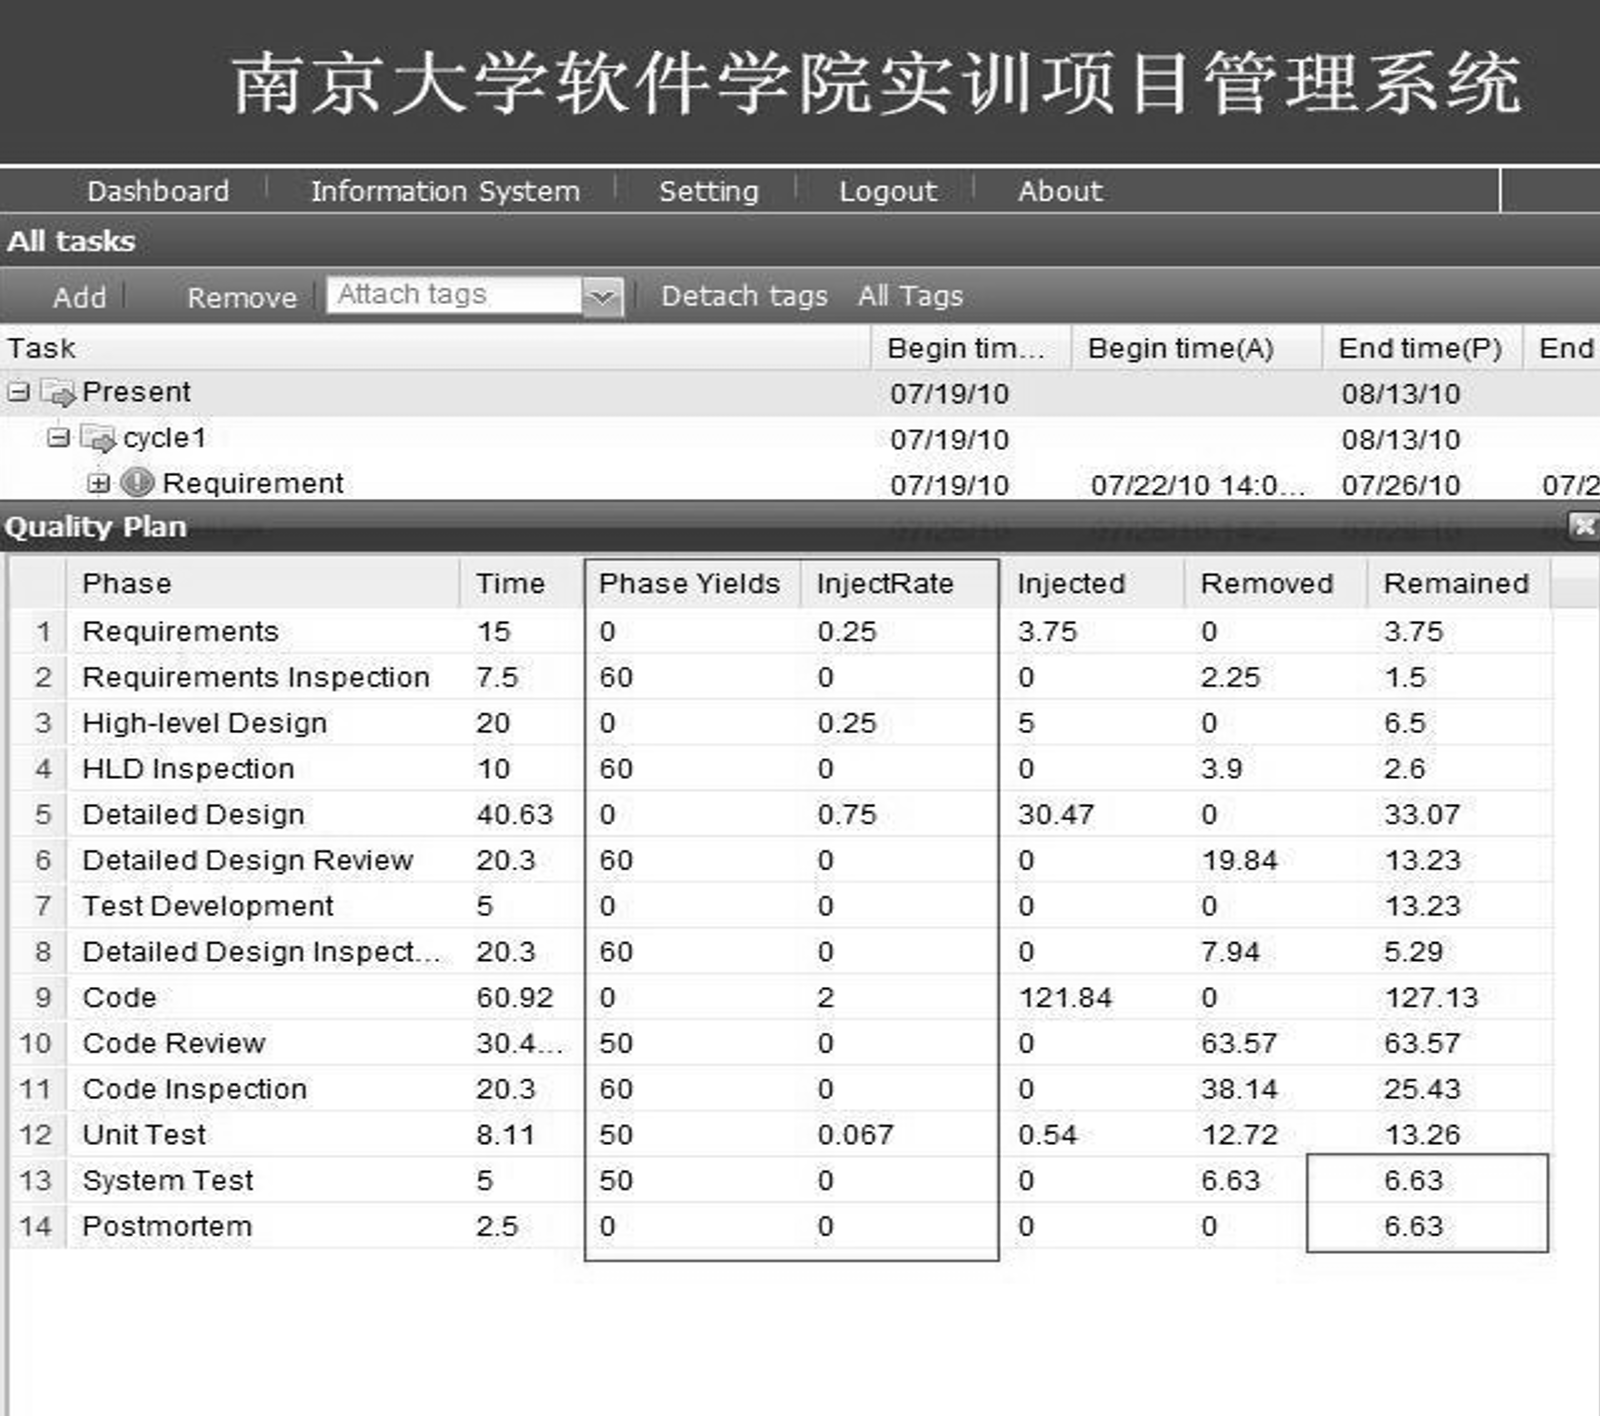 南京大学软件学院实训项目管理系统
Dashboard Information System Setting Logout About
All tasks
Add Remove Attach tags Detach tags All Tags
Task Begin tim... Begin time(A) End time(P) End
Present 07/19/10 08/13/10
cycle1 07/19/10 08/13/10
Requirement 07/19/10 07/22/10 14:0... 07/26/10 07/2
Quality Plan
Phase Time Phase Yields InjectRate Injected Removed Remained
1 Requirements 15 0 0.25 3.75 0 3.75
2 Requirements Inspection 7.5 60 0 0 2.25 1.5
3 High-level Design 20 0 0.25 5 0 6.5
4 HLD Inspection 10 60 0 0 3.9 2.6
5 Detailed Design 40.63 0 0.75 30.47 0 33.07
6 Detailed Design Review 20.3 60 0 0 19.84 13.23
7 Test Development 5 0 0 0 0 13.23
8 Detailed Design Inspect... 20.3 60 0 0 7.94 5.29
9 Code 60.92 0 2 121.84 0 127.13
10 Code Review 30.4... 50 0 0 63.57 63.57
11 Code Inspection 20.3 60 0 0 38.14 25.43
12 Unit Test 8.11 50 0.067 0.54 12.72 13.26
13 System Test 5 50 0 0 6.63 6.63
14 Postmortem 2.5 0 0 0 0 6.63